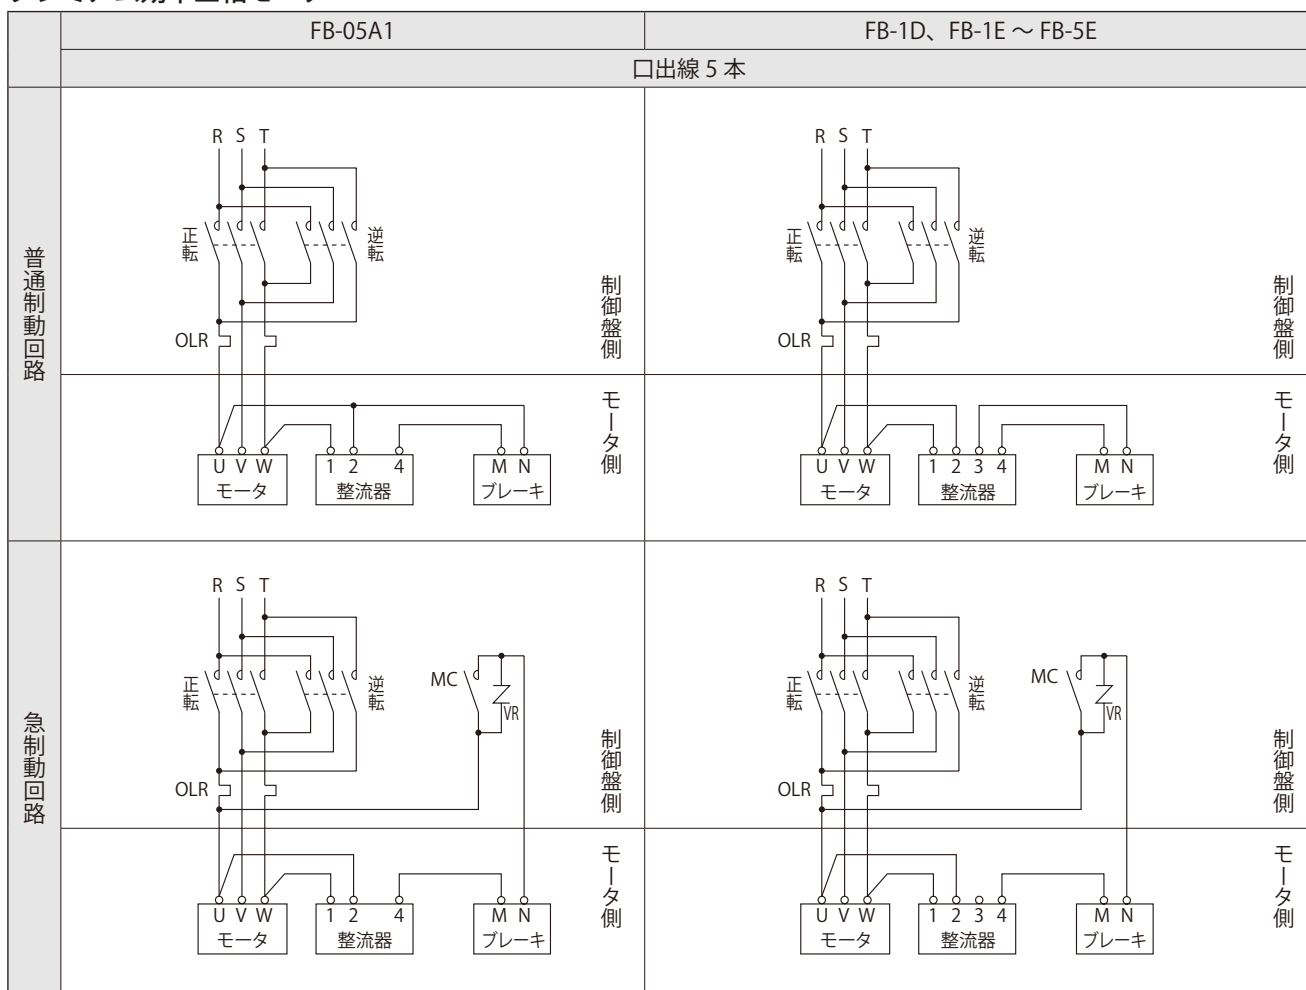 FB-05A1
FB-1D、FB-1E ～ FB-5E
口出線 5 本
普通制動回路
R S T
正転
逆転
OLR
制御盤側
モータ側
U V W
モータ
1 2 4
整流器
M N
ブレーキ
R S T
正転
逆転
OLR
制御盤側
モータ側
U V W
モータ
1 2 3 4
整流器
M N
ブレーキ
急制動回路
R S T
正転
逆転
MC
VR
OLR
制御盤側
モータ側
U V W
モータ
1 2 4
整流器
M N
ブレーキ
R S T
正転
逆転
MC
VR
OLR
制御盤側
モータ側
U V W
モータ
1 2 3 4
整流器
M N
ブレーキ